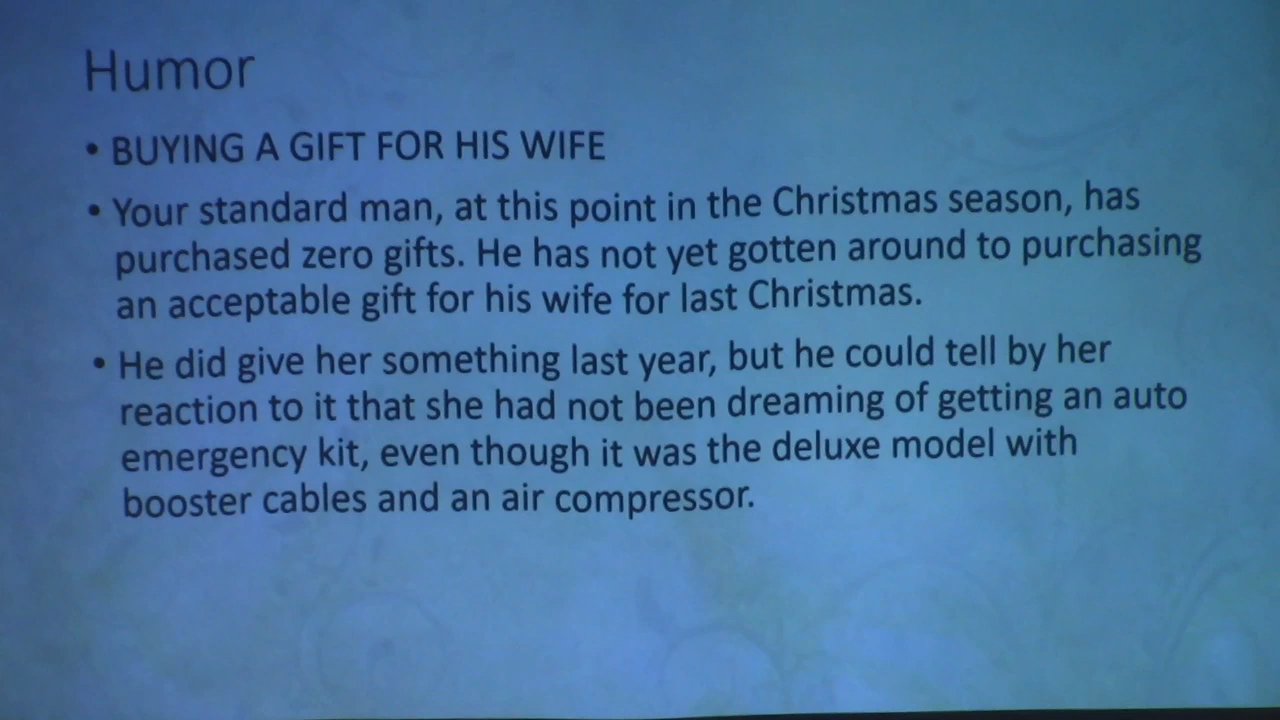 Humor
• BUYING A GIFT FOR HIS WIFE
• Your standard man, at this point in the Christmas season, has
purchased zero gifts. He has not yet gotten around to purchasing
an acceptable gift for his wife for last Christmas.
• He did give her something last year, but he could tell by her
reaction to it that she had not been dreaming of getting an auto
emergency kit, even though it was the deluxe model with
booster cables and an air compressor.